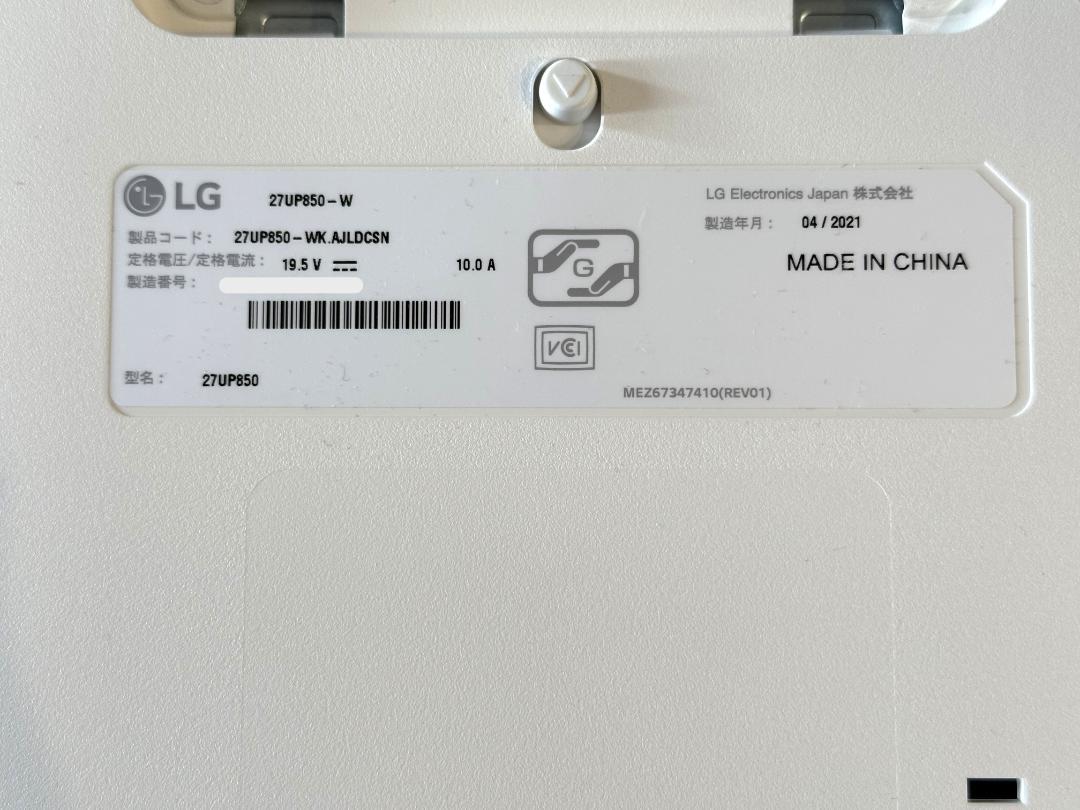 LG 27UP850-W
製品コード： 27UP850-WK.AJLDCSN
定格電圧/定格電流： 19.5 V 10.0 A
製造番号：
型名： 27UP850
G
VCI
LG Electronics Japan 株式会社
製造年月： 04 / 2021
MADE IN CHINA
MEZ67347410(REV01)